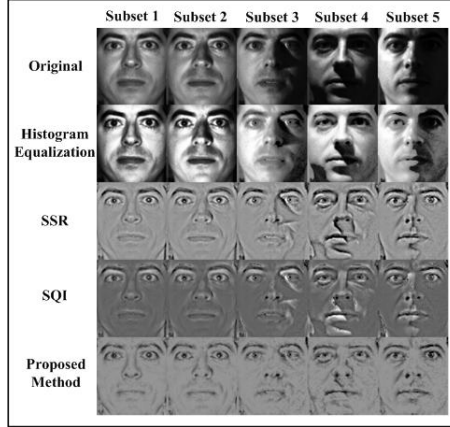 Subset 1 Subset 2 Subset 3 Subset 4 Subset 5
Original
Histogram
Equalization
SSR
SQI
Proposed
Method